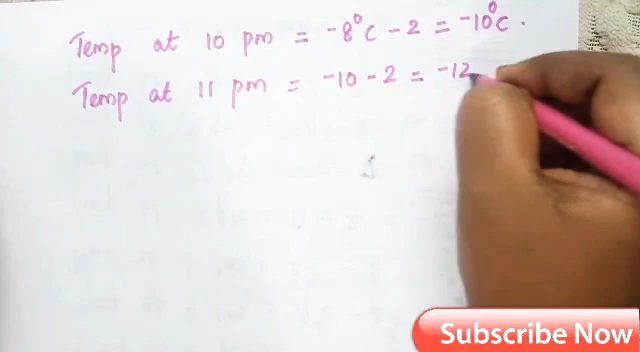 Temp at 10 pm = -8°C - 2 = -10°C.
Temp at 11 pm = -10 - 2 = -12
Subscribe Now